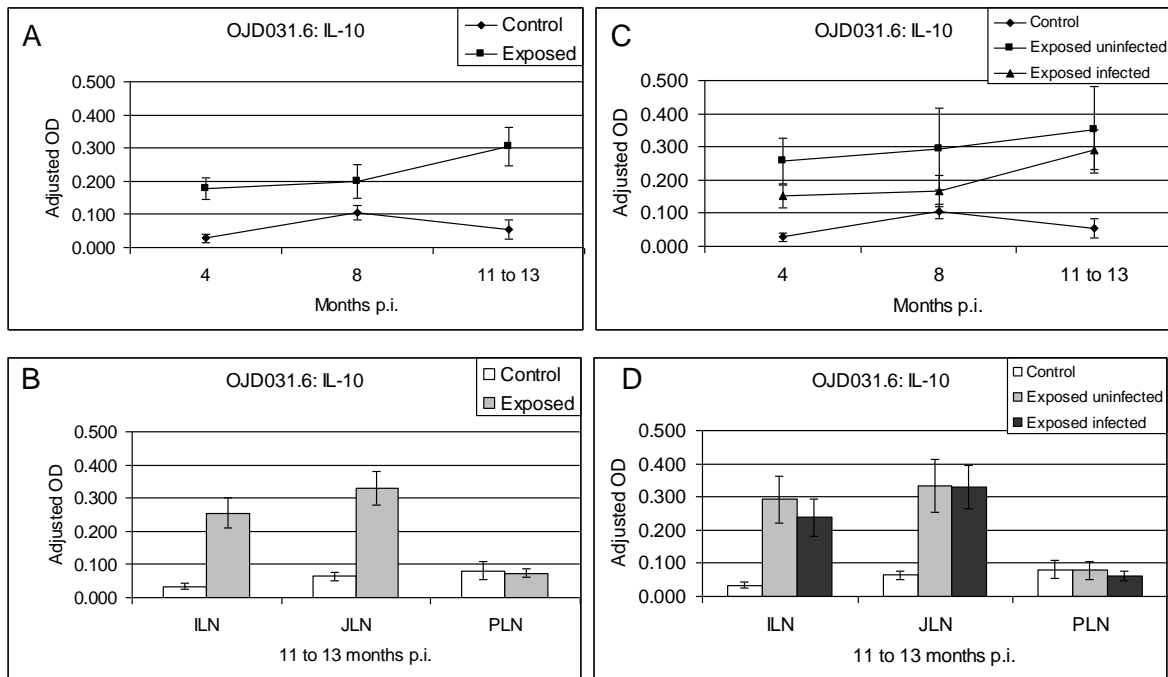 A
OJD031.6: IL-10
Control
Exposed
Adjusted OD
0.500
0.400
0.300
0.200
0.100
0.000
4 8 11 to 13
Months p.i.
C
OJD031.6: IL-10
Control
Exposed uninfected
Exposed infected
Adjusted OD
0.500
0.400
0.300
0.200
0.100
0.000
4 8 11 to 13
Months p.i.
B
OJD031.6: IL-10
Control
Exposed
Adjusted OD
0.500
0.400
0.300
0.200
0.100
0.000
ILN JLN PLN
11 to 13 months p.i.
D
OJD031.6: IL-10
Control
Exposed uninfected
Exposed infected
Adjusted OD
0.500
0.400
0.300
0.200
0.100
0.000
ILN JLN PLN
11 to 13 months p.i.